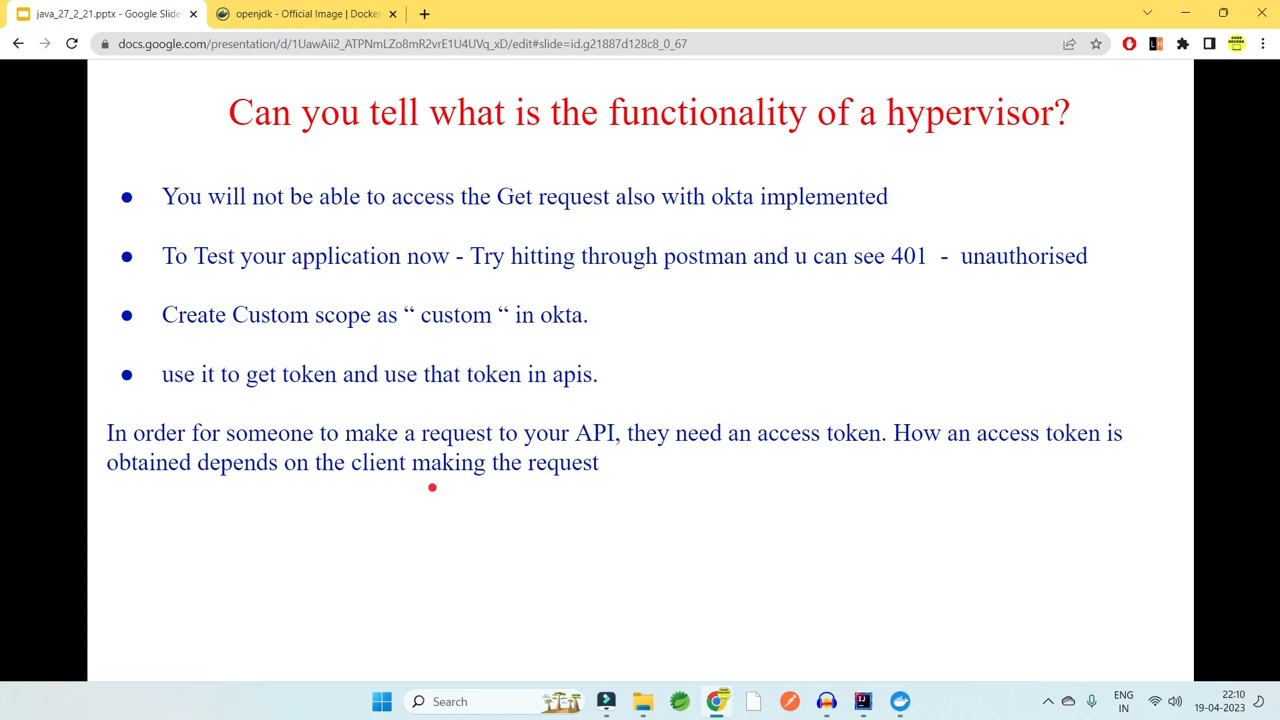 java_27_2_21.pptx - Google Slide
openjdk - Official Image | Docke
docs.google.com/presentation/d/1UawAii2_ATPNmLZo8mR2vrE1U4UVq_xD/edit#slide=id.g21887d128c8_0_67
Can you tell what is the functionality of a hypervisor?
● You will not be able to access the Get request also with okta implemented
● To Test your application now - Try hitting through postman and u can see 401 - unauthorised
● Create Custom scope as “ custom “ in okta.
● use it to get token and use that token in apis.
In order for someone to make a request to your API, they need an access token. How an access token is
obtained depends on the client making the request
Search
ENG
IN
22:10
19-04-2023